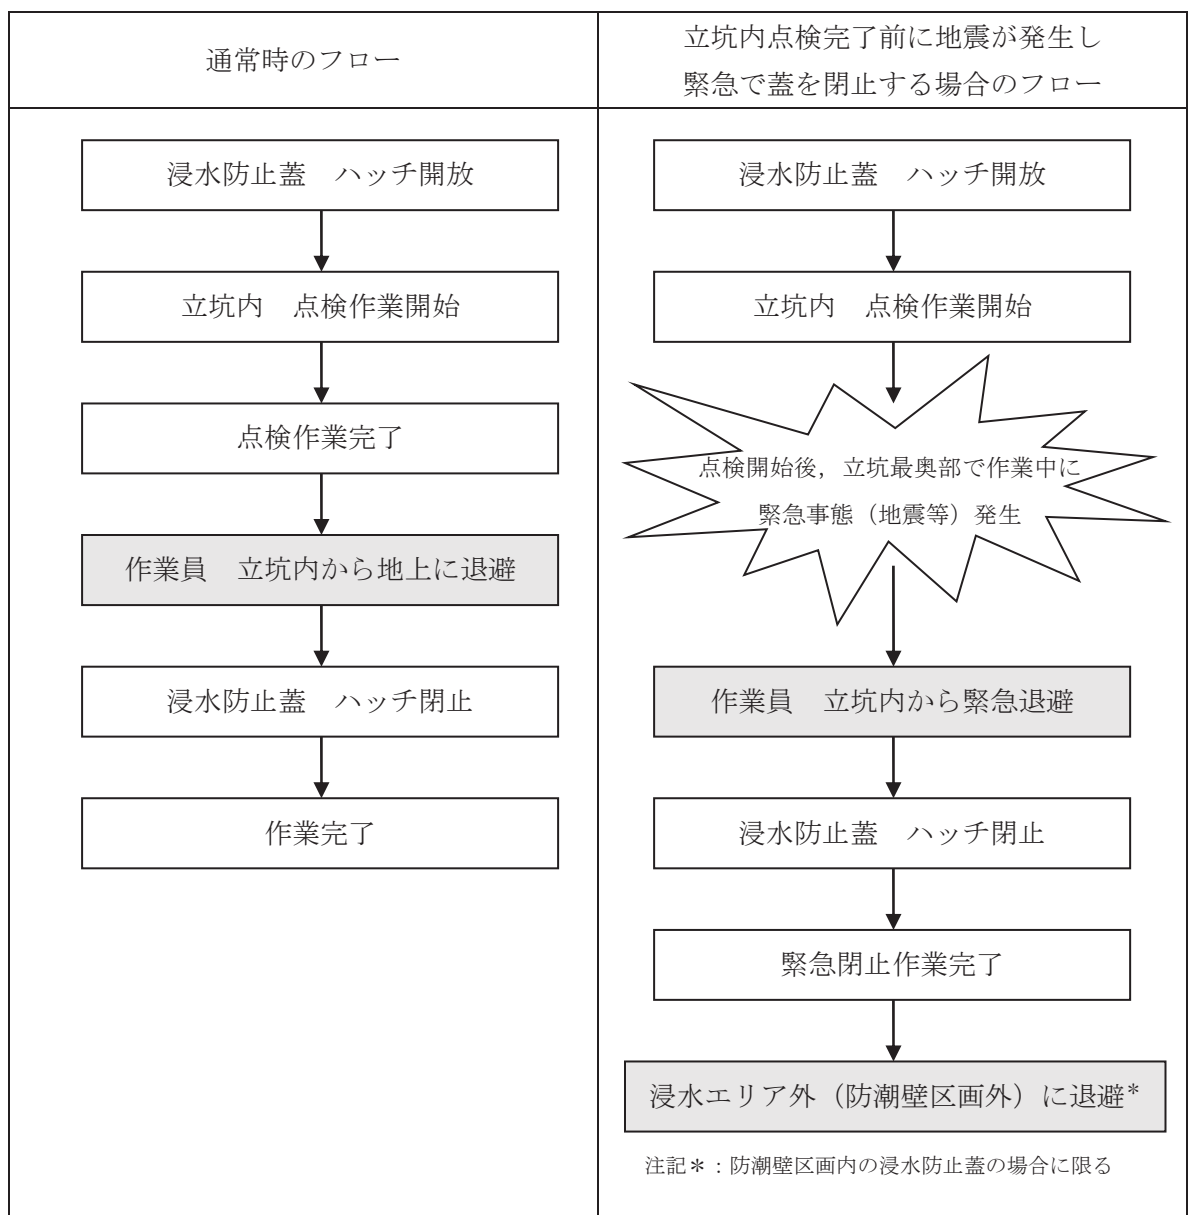 通常時のフロー
立坑内点検完了前に地震が発生し
緊急で蓋を閉止する場合のフロー
浸水防止蓋　ハッチ開放
立坑内　点検作業開始
点検作業完了
作業員　立坑内から地上に退避
浸水防止蓋　ハッチ閉止
作業完了
浸水防止蓋　ハッチ開放
立坑内　点検作業開始
点検開始後，立坑最奥部で作業中に
緊急事態（地震等）発生
作業員　立坑内から緊急退避
浸水防止蓋　ハッチ閉止
緊急閉止作業完了
浸水エリア外（防潮壁区画外）に退避*
注記＊：防潮壁区画内の浸水防止蓋の場合に限る